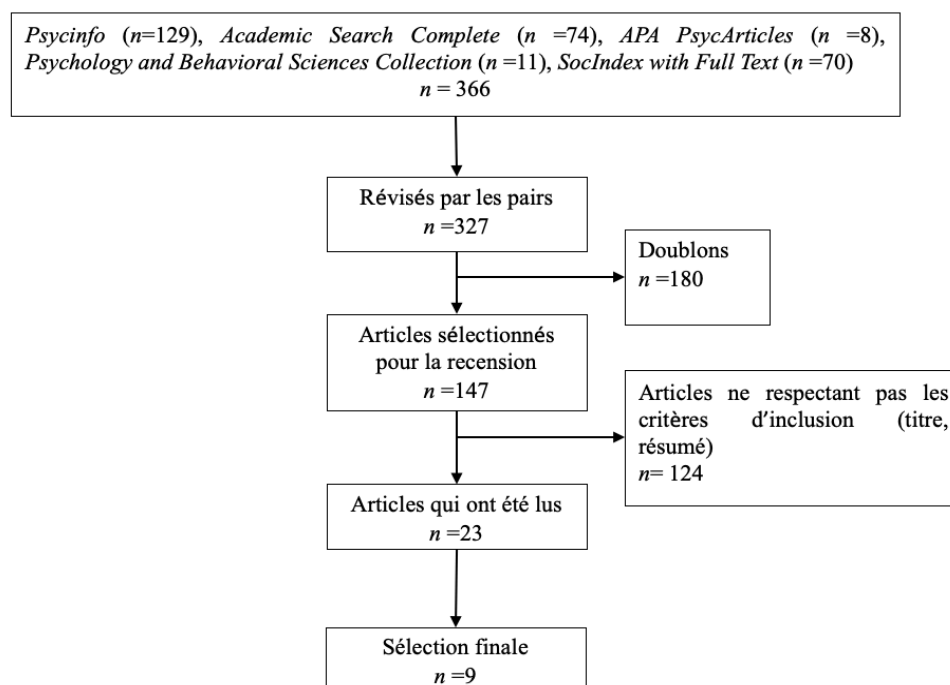 Psycinfo (n=129), Academic Search Complete (n =74), APA PsycArticles (n =8),
Psychology and Behavioral Sciences Collection (n =11), SocIndex with Full Text (n =70)
n = 366
Révisés par les pairs
n =327
Doublons
n =180
Articles sélectionnés
pour la recension
n =147
Articles ne respectant pas les
critères d'inclusion (titre,
résumé)
n= 124
Articles qui ont été lus
n =23
Sélection finale
n =9